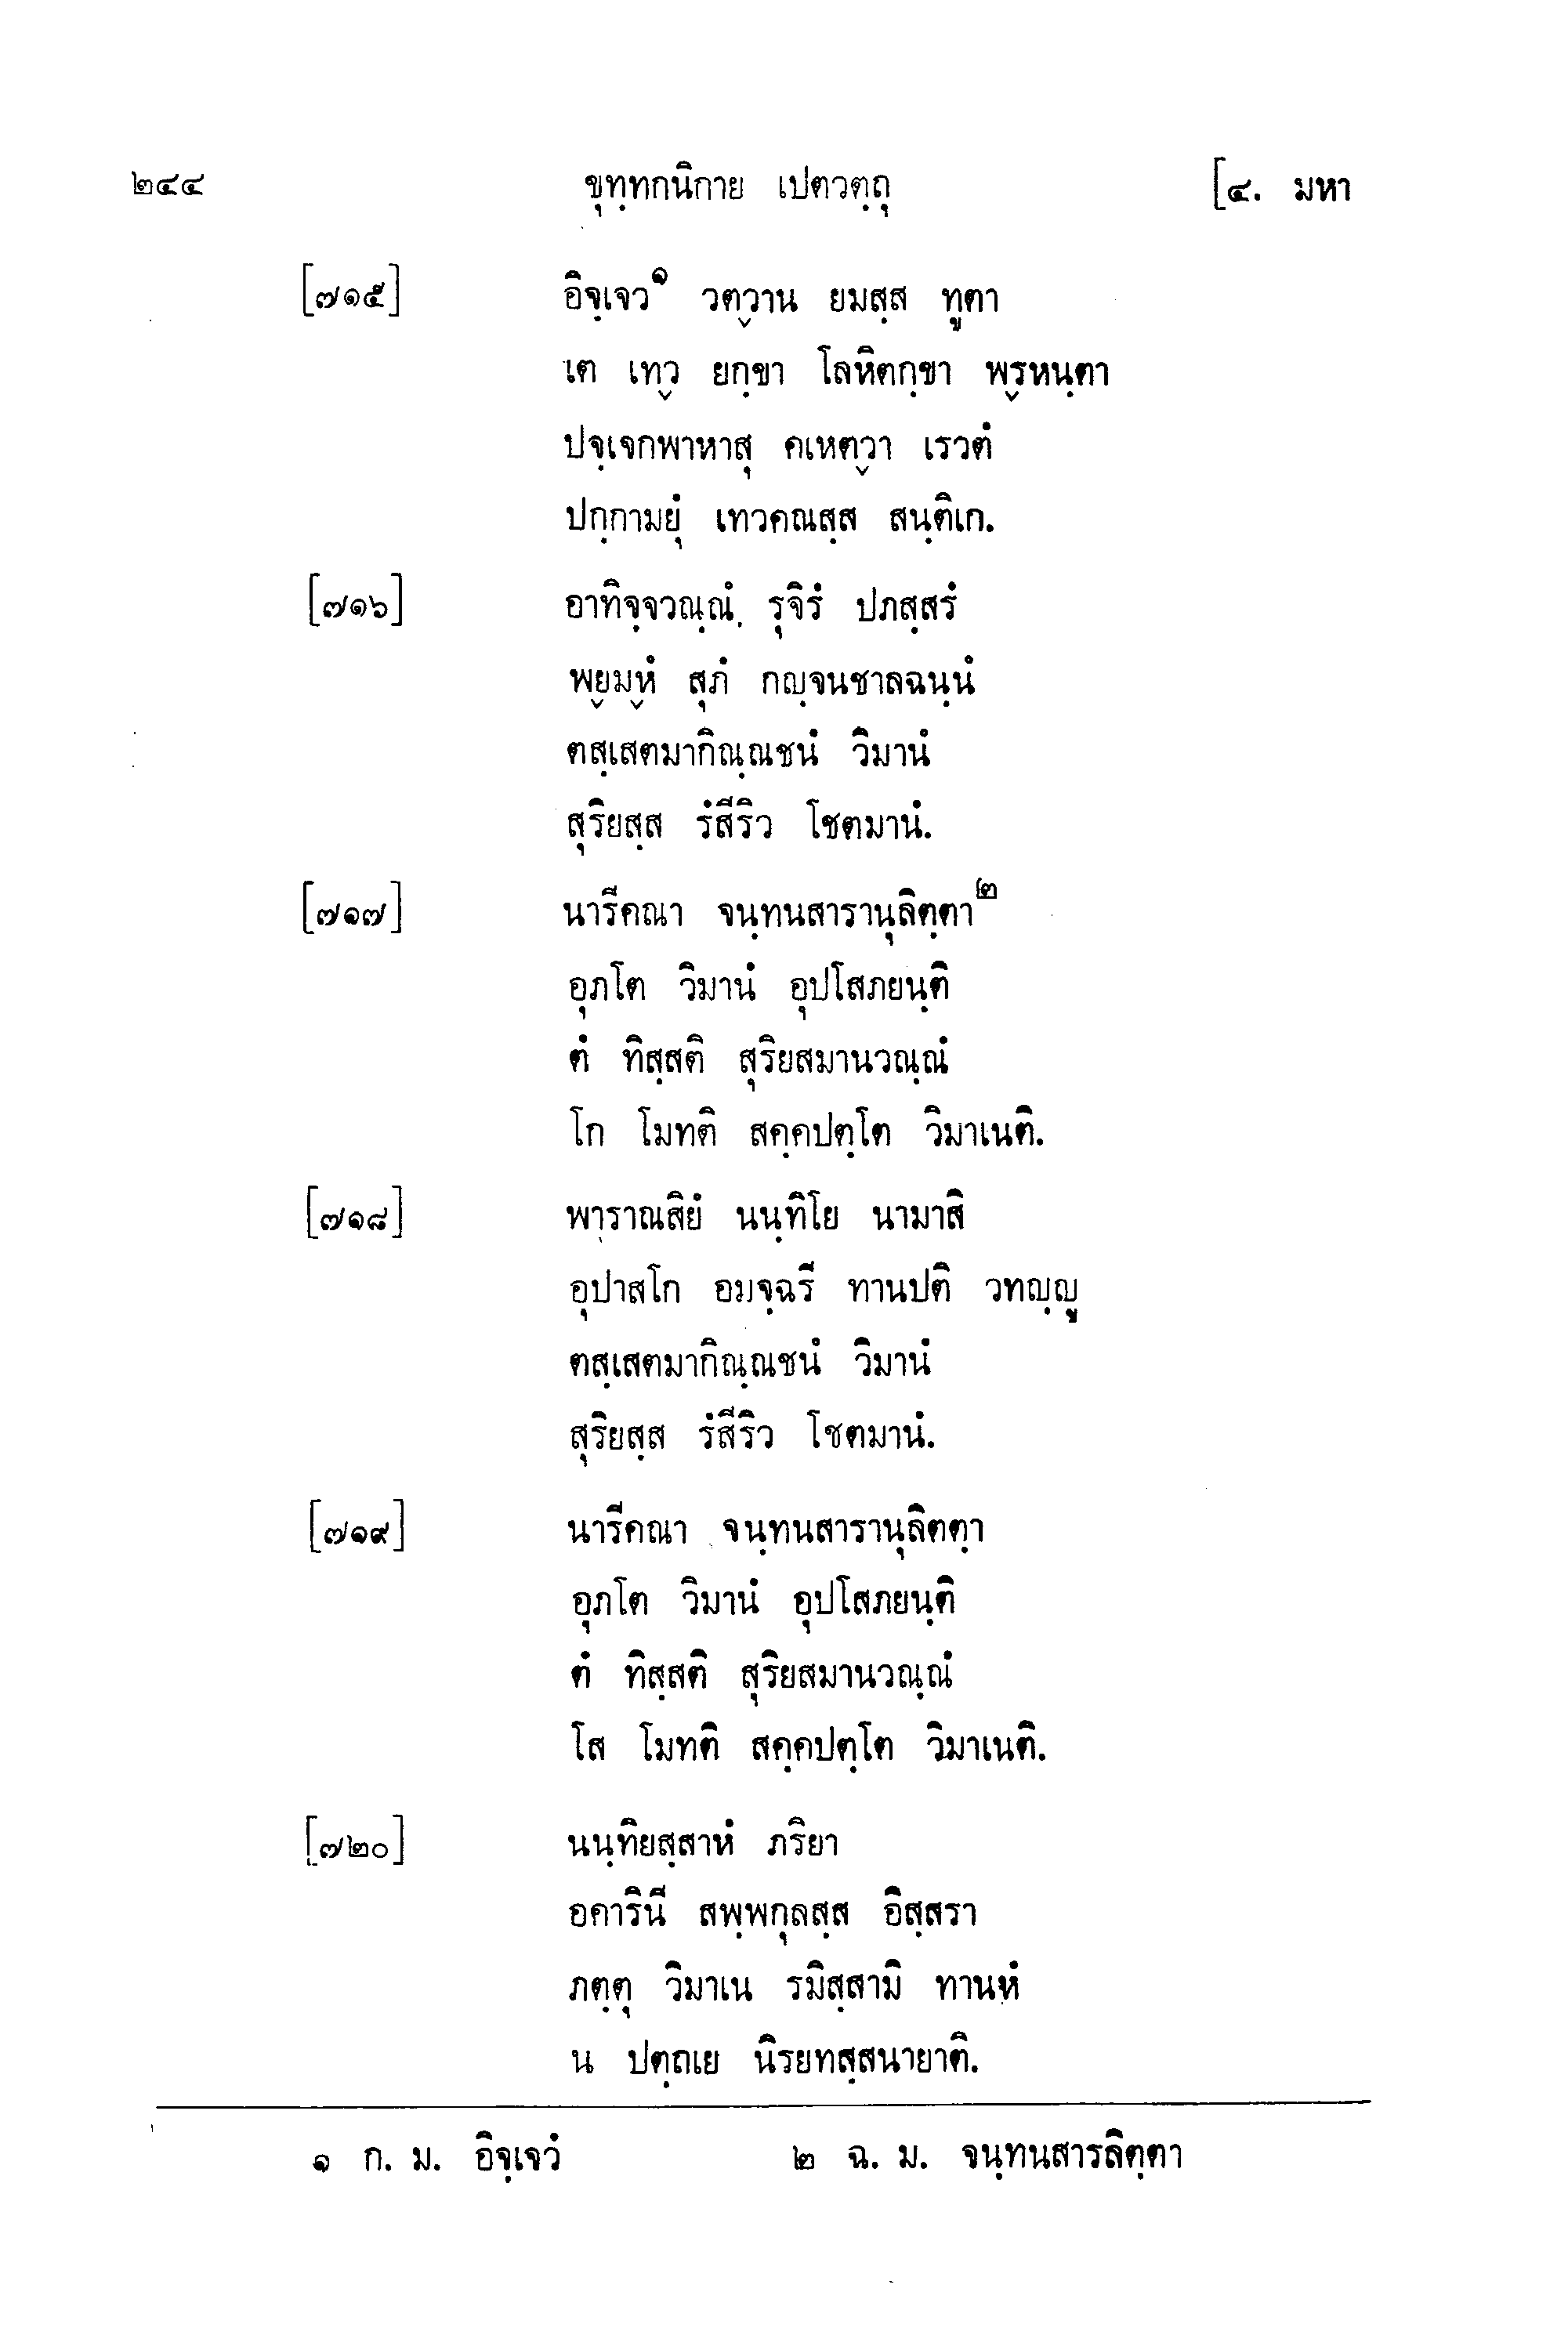 ๒๔๔ ขุทฺทกนิกาย เปตวตฺถุ [๔. มหา
[๗๑๕] อิจฺเจว๑ วตฺวาน ยมสฺส ทูตา
เต เทฺว ยกฺขา โลหิตกฺขา พฺรหนฺตา
ปจฺเจกพาหาสุ คเหตฺวา เรวตํ
ปกฺกามยุํ เทวคณสฺส สนฺติเก.
[๗๑๖] อาทิจฺจวณฺณํ รุจิรํ ปภสฺสรํ
พฺยมฺหํ สุภํ กญฺจนชาลฉนฺนํ
ตสฺเสตมากิณฺณชนํ วิมานํ
สุริยสฺส รํสีริว โชตมานํ.
[๗๑๗] นารีคณา จนฺทนสารานุลิตฺตา๒
อุภโต วิมานํ อุปโสภยนฺติ
ตํ ทิสฺสติ สุริยสมานวณฺณํ
โก โมทติ สคฺคปตฺโต วิมาเนติ.
[๗๑๘] พาราณสิยํ นนฺทิโย นามาสิ
อุปาสโก อมจฺฉรี ทานปติ วทญฺญู
ตสฺเสตมากิณฺณชนํ วิมานํ
สุริยสฺส รํสีริว โชตมานํ.
[๗๑๙] นารีคณา จนฺทนสารานุลิตตฺา
อุภโต วิมานํ อุปโสภยนฺติ
ตํ ทิสฺสติ สุริยสมานวณฺณํ
โส โมทติ สคฺคปตฺโต วิมาเนติ.
[๗๒๐] นนฺทิยสฺสาหํ ภริยา
อคารินี สพฺพกุลสฺส อิสฺสรา
ภตฺตุ วิมาเน รมิสฺสามิ ทานหํ
น ปตฺถเย นิรยทสฺสนายาติ.
๑ ก. ม. อิจฺเจวํ ๒ ฉ. ม. จนฺทนสารลิตฺตา